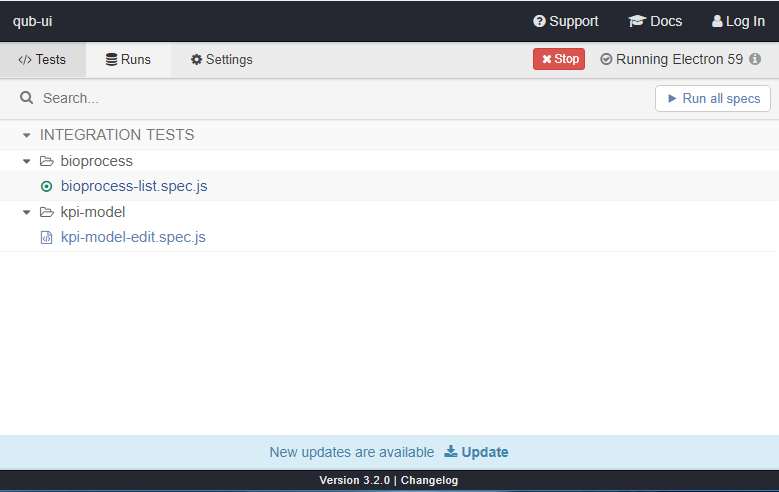 qub-ui Support Docs Log In
</> Tests Runs Settings Stop Running Electron 59
Search... Run all specs
INTEGRATION TESTS
bioprocess
bioprocess-list.spec.js
kpi-model
kpi-model-edit.spec.js
New updates are available Update
Version 3.2.0 | Changelog